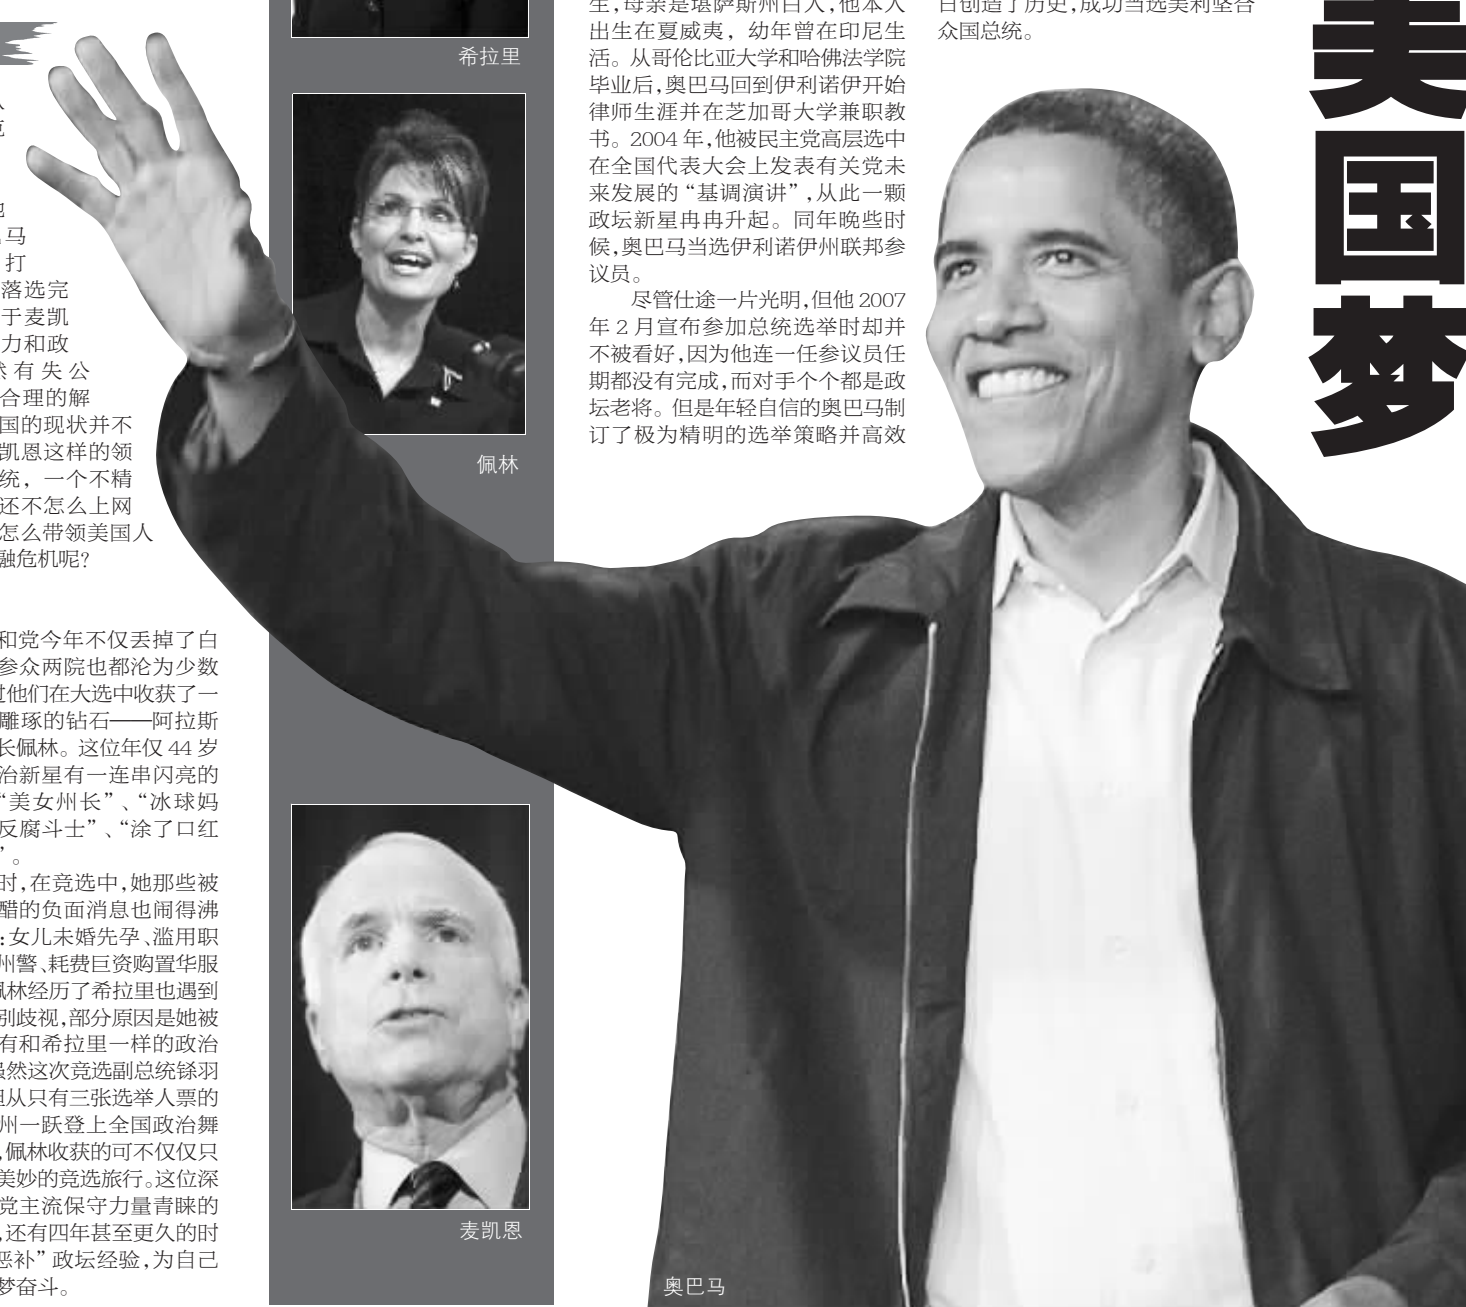 美国梦
希拉里
佩林
麦凯恩
奥巴马
马
打
落选完
于麦凯
力和政
然有失公
合理的解
国的现状并不
凯恩这样的领
统，一个不精
还不怎么上网
怎么带领美国人
融危机呢？
和党今年不仅丢掉了白
参众两院也都沦为少数
过他们在大选中收获了一
雕琢的钻石——阿拉斯
长佩林。这位年仅 44 岁
治新星有一连串闪亮的
“美女州长”、“冰球妈
反腐斗士”、“涂了口红
”。
时，在竞选中，她那些被
醋的负面消息也闹得沸
：女儿未婚先孕、滥用职
州警、耗费巨资购置华服
佩林经历了希拉里也遇到
别歧视，部分原因是她被
有和希拉里一样的政治
虽然这次竞选副总统铩羽
但从只有三张选举人票的
州一跃登上全国政治舞
，佩林收获的可不仅仅只
美妙的竞选旅行。这位深
党主流保守力量青睐的
，还有四年甚至更久的时
恶补”政坛经验，为自己
梦奋斗。
生，母亲是堪萨斯州白人，他本人
出生在夏威夷，幼年曾在印尼生
活。从哥伦比亚大学和哈佛法学院
毕业后，奥巴马回到伊利诺伊开始
律师生涯并在芝加哥大学兼职教
书。2004 年，他被民主党高层选中
在全国代表大会上发表有关党未
来发展的“基调演讲”，从此一颗
政坛新星冉冉升起。同年晚些时
候，奥巴马当选伊利诺伊州联邦参
议员。
尽管仕途一片光明，但他 2007
年 2 月宣布参加总统选举时却并
不被看好，因为他连一任参议员任
期都没有完成，而对手个个都是政
坛老将。但是年轻自信的奥巴马制
订了极为精明的选举策略并高效
日创造了历史，成功当选美利坚合
众国总统。